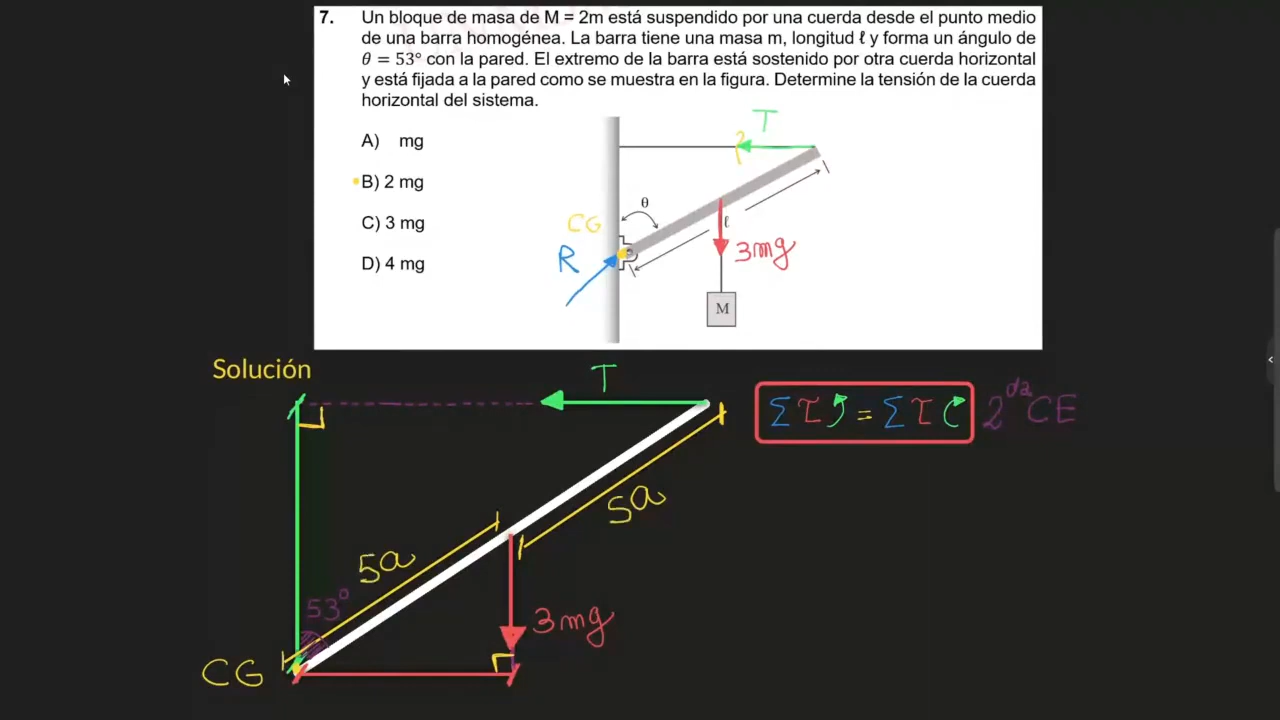 7. Un bloque de masa de M = 2m está suspendido por una cuerda desde el punto medio
de una barra homogénea. La barra tiene una masa m, longitud ℓ y forma un ángulo de
θ = 53° con la pared. El extremo de la barra está sostenido por otra cuerda horizontal
y está fijada a la pared como se muestra en la figura. Determine la tensión de la cuerda
horizontal del sistema.
A) mg
B) 2 mg
C) 3 mg
D) 4 mg
T
θ
CG
ℓ
R
3mg
M
Solución
T
Στ = Στ 2da CE
5a
5a
53°
3mg
CG